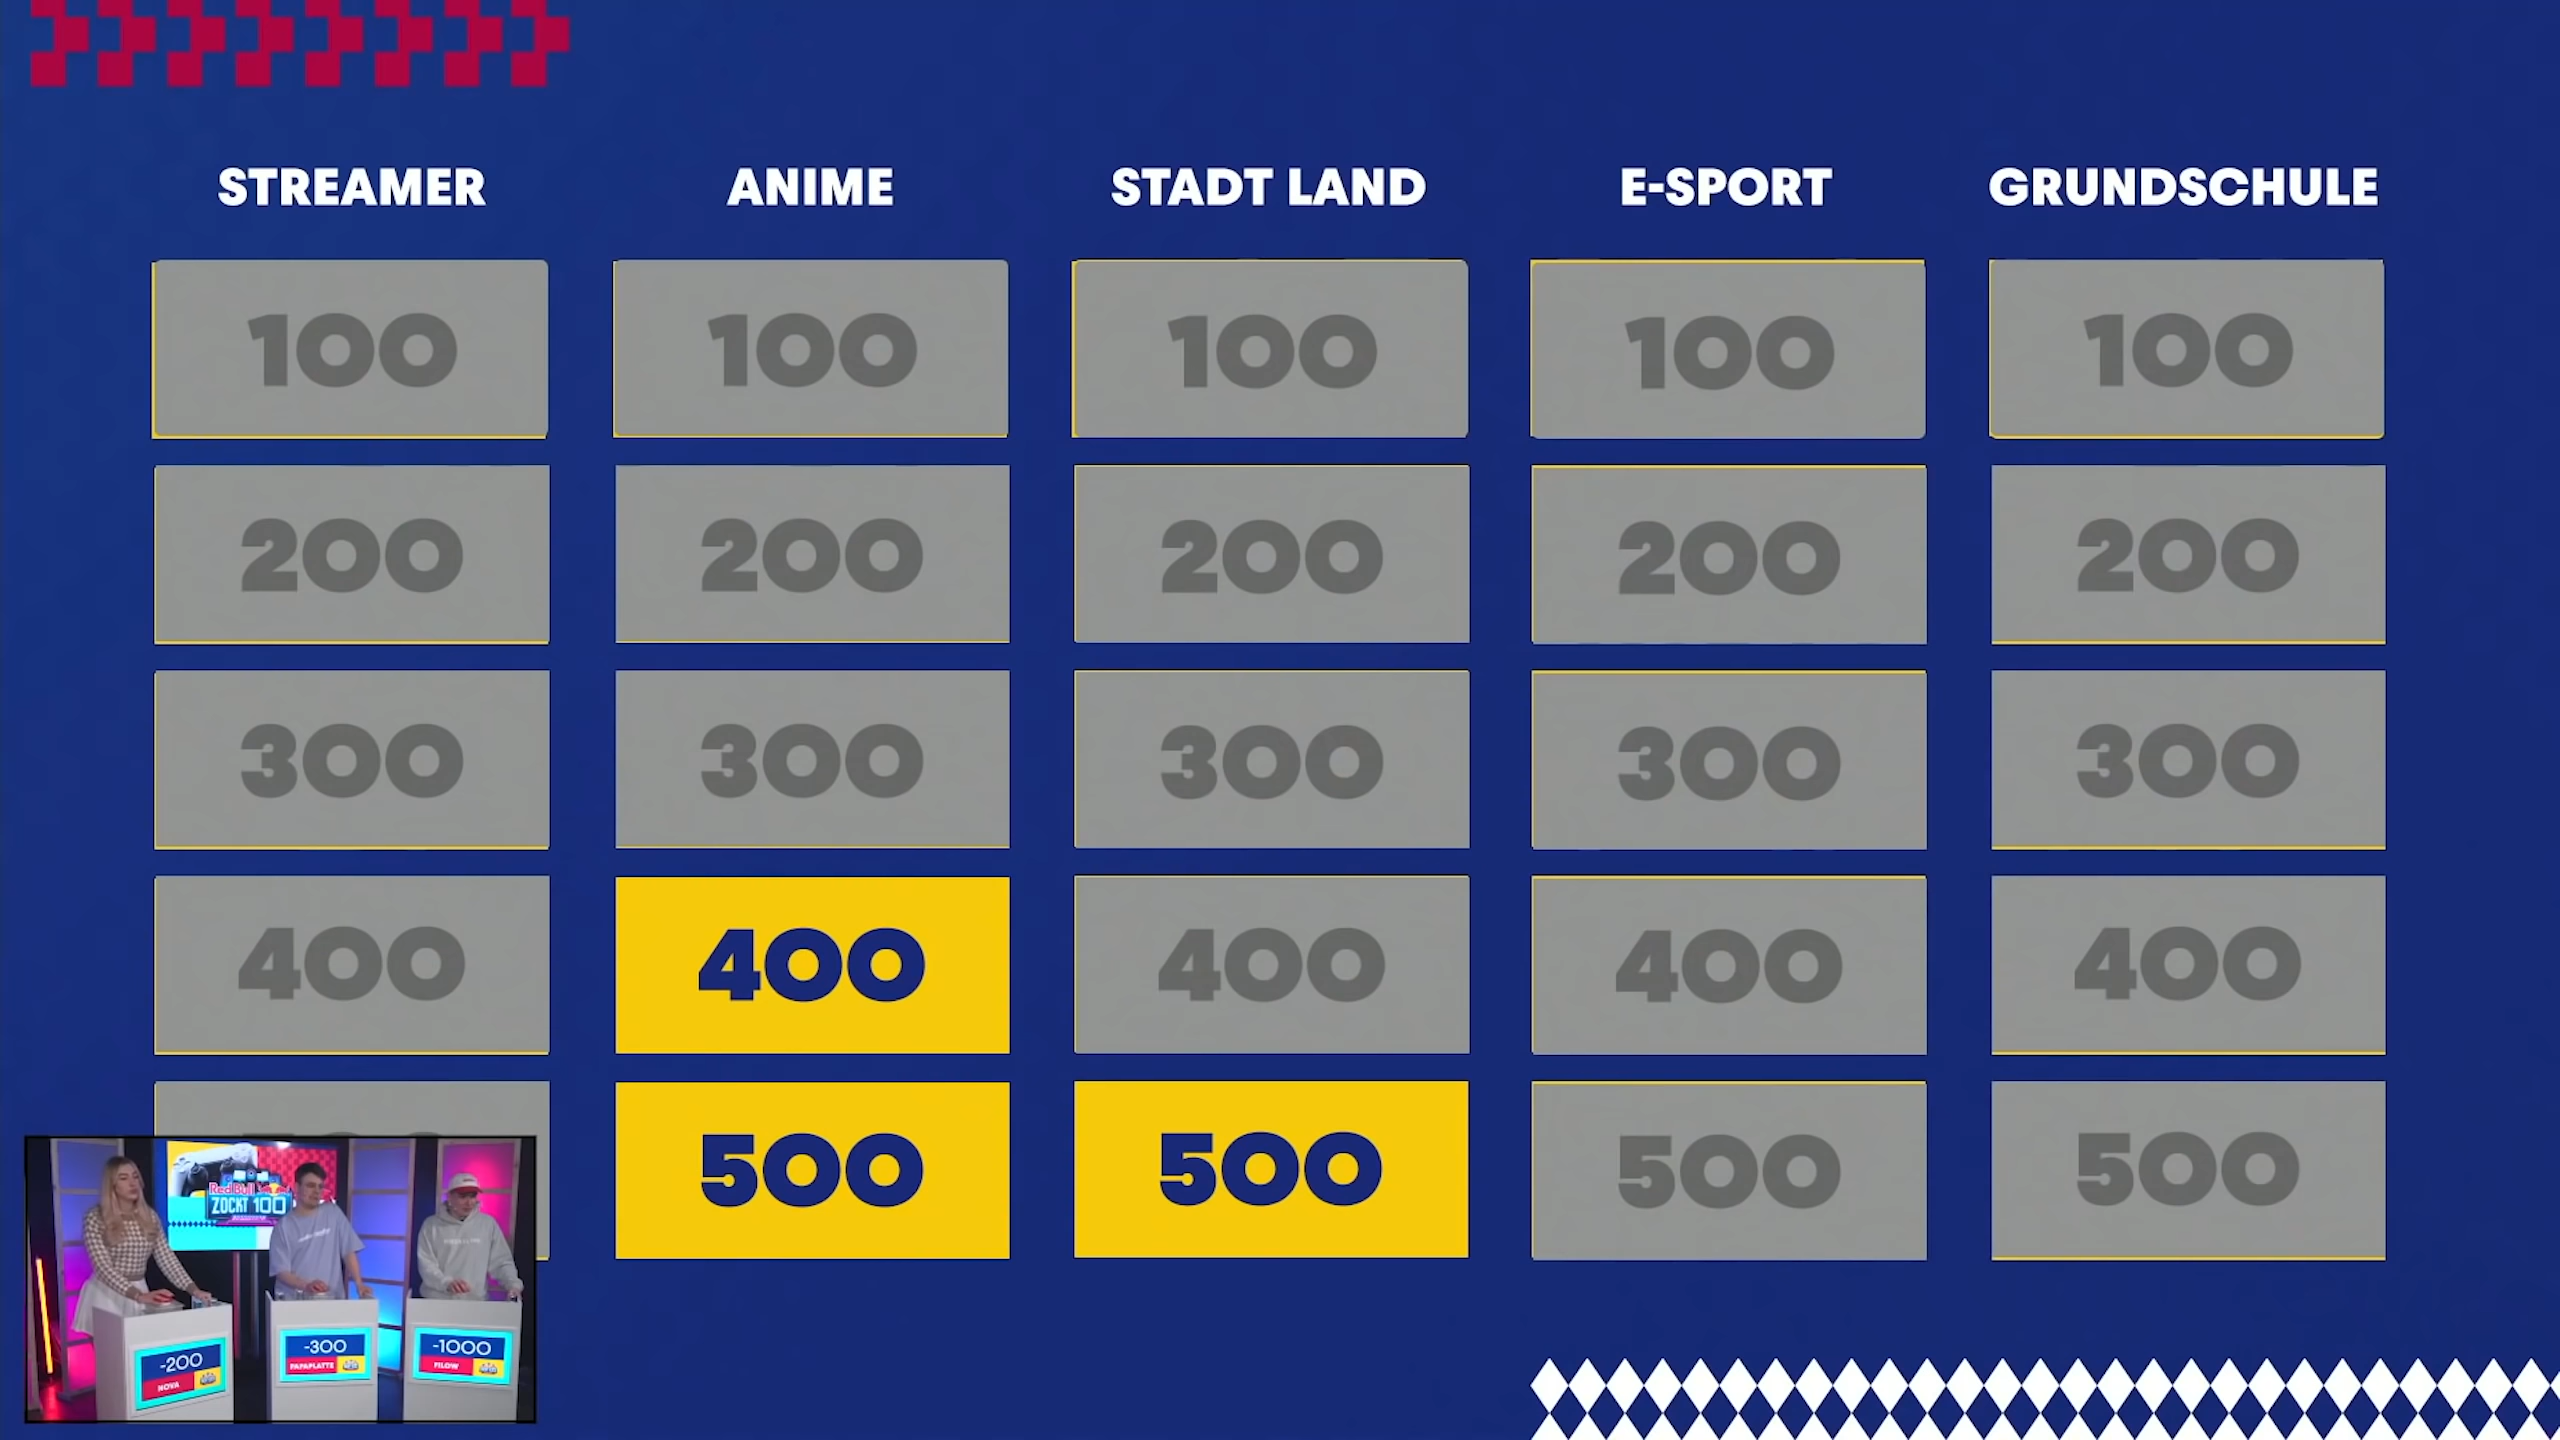 STREAMER ANIME STADT LAND E-SPORT GRUNDSCHULE
100 100 100 100 100
200 200 200 200 200
300 300 300 300 300
400 400 400 400 400
500 500 500 500
Red Bull
ZOCKT 100
-200
NOVA
-300
PAPAPLATTE
-1000
FILOW